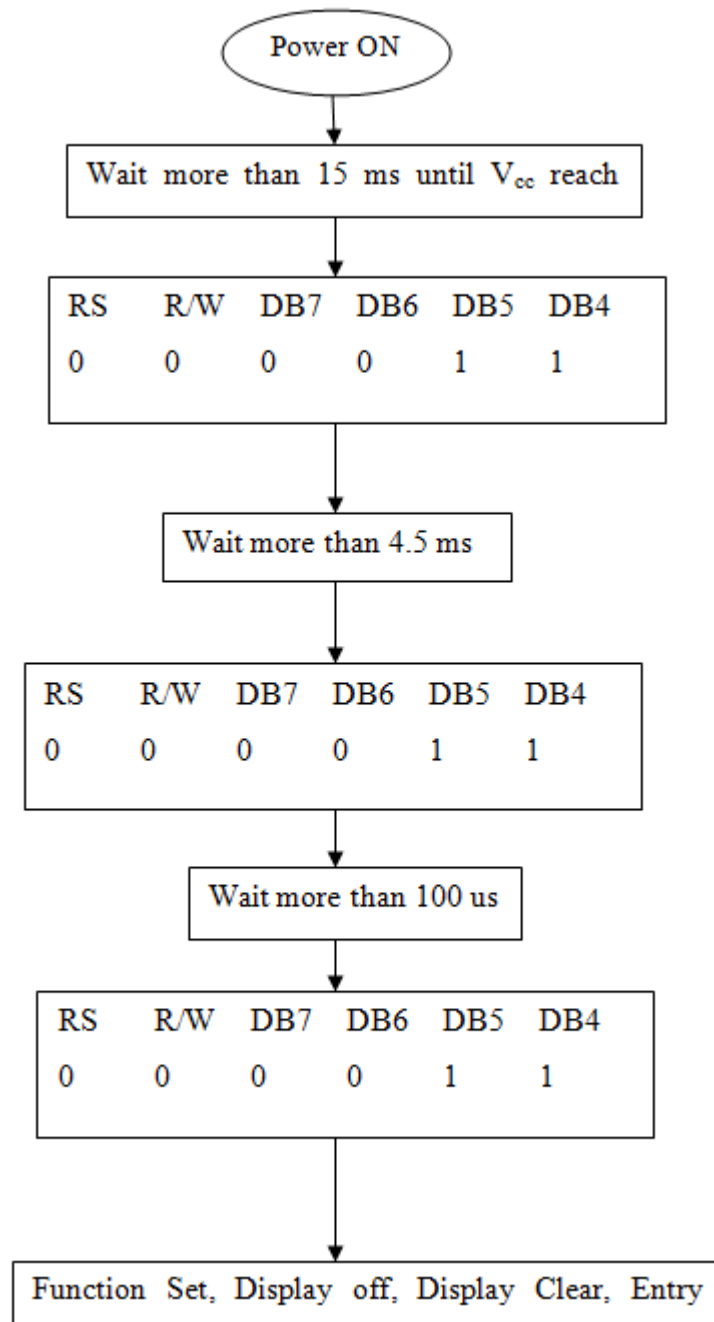 Power ON
Wait more than 15 ms until Vcc reach
RS R/W DB7 DB6 DB5 DB4
0 0 0 0 1 1
Wait more than 4.5 ms
RS R/W DB7 DB6 DB5 DB4
0 0 0 0 1 1
Wait more than 100 us
RS R/W DB7 DB6 DB5 DB4
0 0 0 0 1 1
Function Set, Display off, Display Clear, Entry